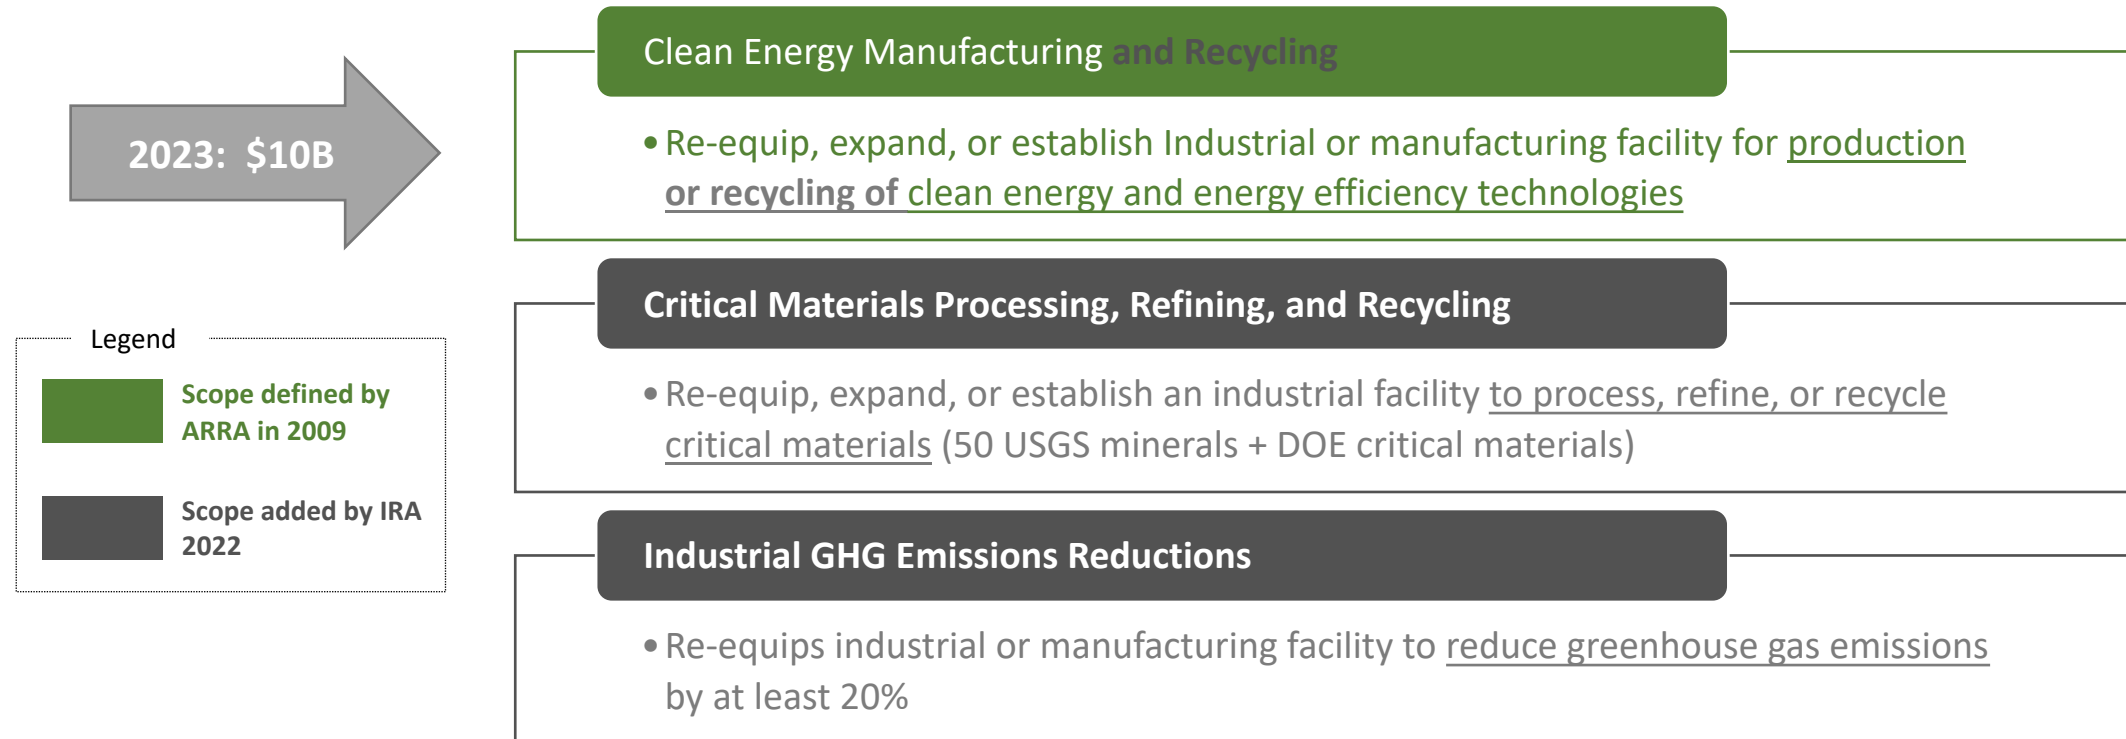 2023: $10B
Clean Energy Manufacturing and Recycling
•Re-equip, expand, or establish Industrial or manufacturing facility for production
or recycling of clean energy and energy efficiency technologies
Critical Materials Processing, Refining, and Recycling
•Re-equip, expand, or establish an industrial facility to process, refine, or recycle
critical materials (50 USGS minerals + DOE critical materials)
Industrial GHG Emissions Reductions
•Re-equips industrial or manufacturing facility to reduce greenhouse gas emissions
by at least 20%
Legend
Scope defined by
ARRA in 2009
Scope added by IRA
2022